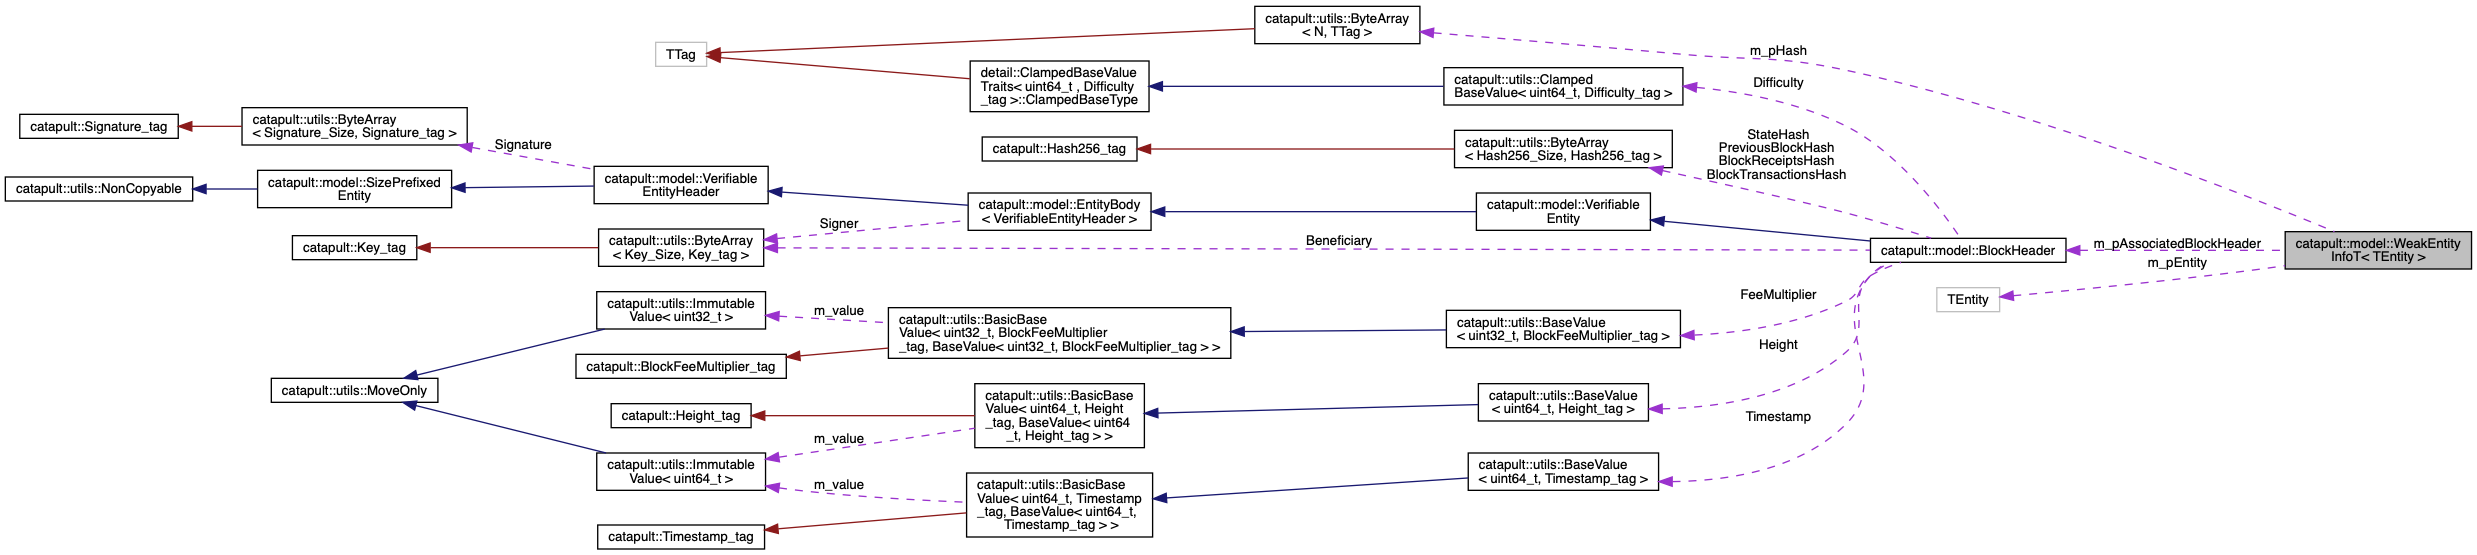 catapult::utils::ByteArray
< N, TTag >
m_pHash
TTag
detail::ClampedBaseValue
Traits< uint64_t , Difficulty
_tag >::ClampedBaseType
catapult::utils::Clamped
BaseValue< uint64_t, Difficulty_tag >
Difficulty
catapult::Signature_tag
catapult::utils::ByteArray
< Signature_Size, Signature_tag >
Signature
catapult::Hash256_tag
catapult::utils::ByteArray
< Hash256_Size, Hash256_tag >
StateHash
PreviousBlockHash
BlockReceiptsHash
BlockTransactionsHash
catapult::utils::NonCopyable
catapult::model::SizePrefixed
Entity
catapult::model::Verifiable
EntityHeader
catapult::model::EntityBody
< VerifiableEntityHeader >
catapult::model::Verifiable
Entity
Signer
catapult::Key_tag
catapult::utils::ByteArray
< Key_Size, Key_tag >
Beneficiary
catapult::model::BlockHeader
m_pAssociatedBlockHeader
catapult::model::WeakEntity
InfoT< TEntity >
m_pEntity
TEntity
catapult::utils::Immutable
Value< uint32_t >
m_value
catapult::utils::BasicBase
Value< uint32_t, BlockFeeMultiplier
_tag, BaseValue< uint32_t, BlockFeeMultiplier_tag > >
catapult::utils::BaseValue
< uint32_t, BlockFeeMultiplier_tag >
FeeMultiplier
catapult::BlockFeeMultiplier_tag
Height
catapult::utils::MoveOnly
catapult::Height_tag
catapult::utils::BasicBase
Value< uint64_t, Height
_tag, BaseValue< uint64
_t, Height_tag > >
catapult::utils::BaseValue
< uint64_t, Height_tag >
Timestamp
m_value
catapult::utils::Immutable
Value< uint64_t >
m_value
catapult::utils::BasicBase
Value< uint64_t, Timestamp
_tag, BaseValue< uint64_t,
Timestamp_tag > >
catapult::utils::BaseValue
< uint64_t, Timestamp_tag >
catapult::Timestamp_tag